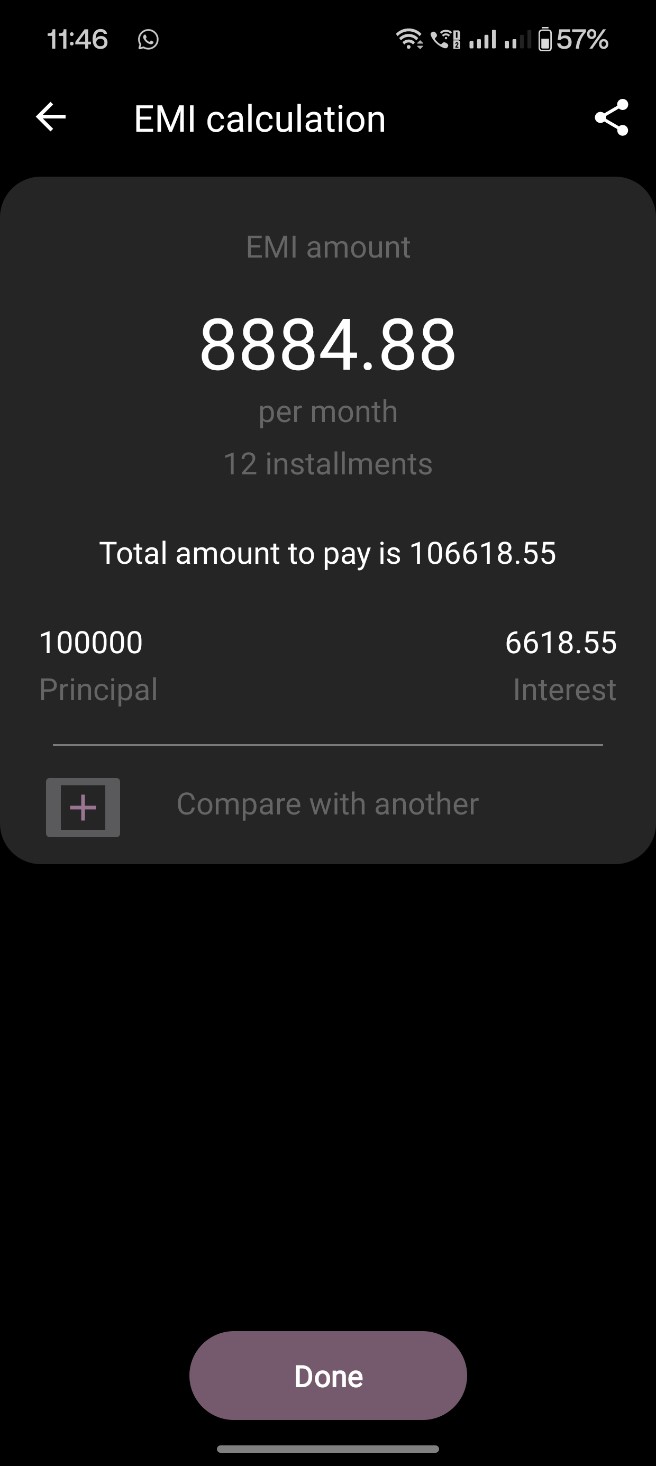 11:46 57%
EMI calculation
EMI amount
8884.88
per month
12 installments
Total amount to pay is 106618.55
100000 6618.55
Principal Interest
Compare with another
Done